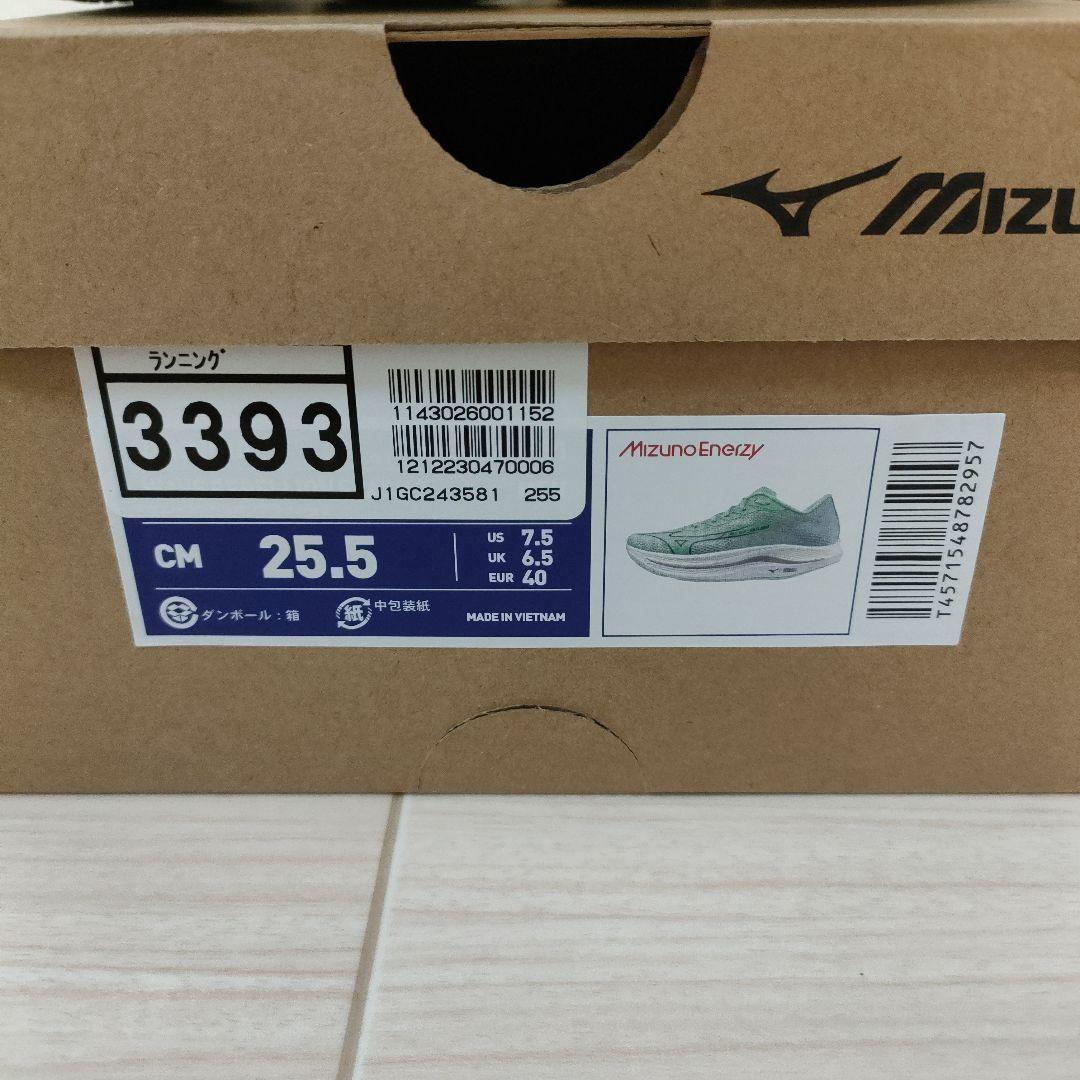 MIZU
ランニング
3393
1143026001152
1212230470006
J1GC243581 255
CM 25.5
US 7.5
UK 6.5
EUR 40
ダンボール：箱
紙 中包装紙
MADE IN VIETNAM
MizunoEnerzy
T4571548782957